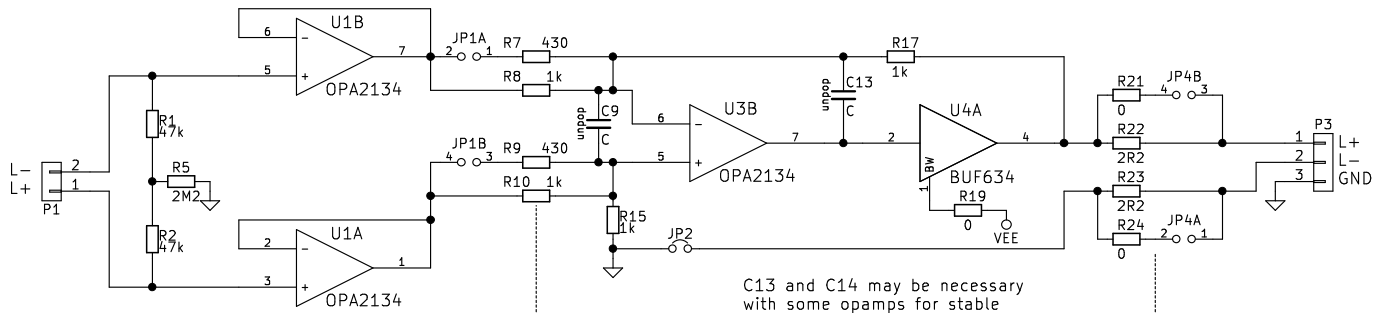 U1B
6
5
7
OPA2134
JP1A
2
1
R7
430
R8
1k
R17
1k
C13
unpop
C
C9
unpop
C
U3B
6
5
7
OPA2134
U4A
2
4
BW
1
BUF634
R19
0
VEE
R21
0
JP4B
4
3
R22
2R2
R23
2R2
R24
0
JP4A
2
1
P3
1
L+
2
L-
3
GND
R1
47k
R5
2M2
R2
47k
L-
L+
2
1
P1
JP1B
4
3
R9
430
R10
1k
R15
1k
JP2
U1A
2
3
1
OPA2134
C13 and C14 may be necessary
with some opamps for stable